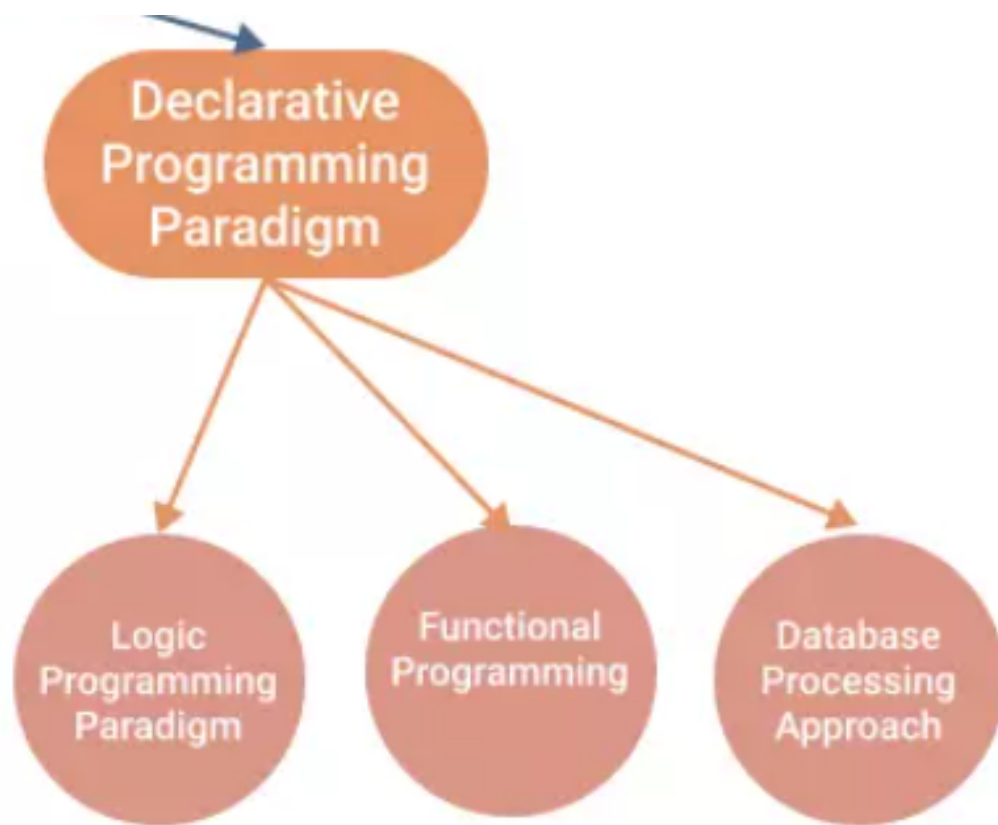 Declarative
Programming
Paradigm
Logic
Programming
Paradigm
Functional
Programming
Database
Processing
Approach